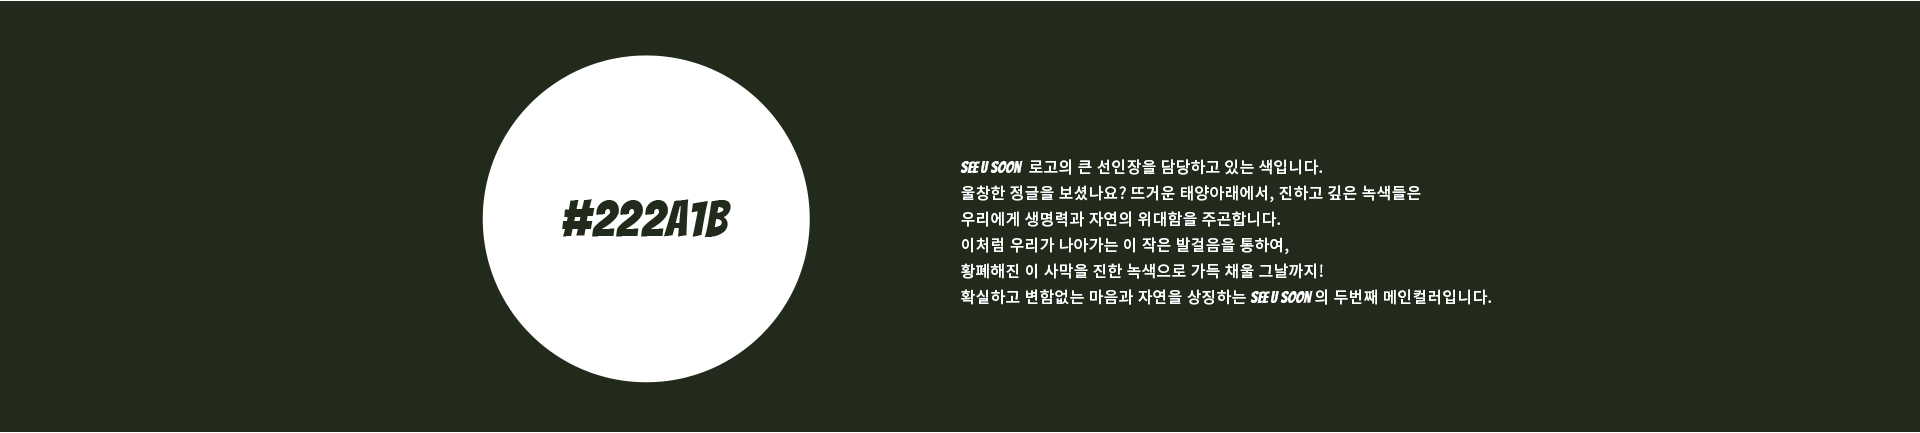 #222A1B
SEE U SOON 로고의 큰 선인장을 담당하고 있는 색입니다.
울창한 정글을 보셨나요? 뜨거운 태양아래에서, 진하고 깊은 녹색들은
우리에게 생명력과 자연의 위대함을 주곤합니다.
이처럼 우리가 나아가는 이 작은 발걸음을 통하여,
황폐해진 이 사막을 진한 녹색으로 가득 채울 그날까지!
확실하고 변함없는 마음과 자연을 상징하는 SEE U SOON 의 두번째 메인컬러입니다.